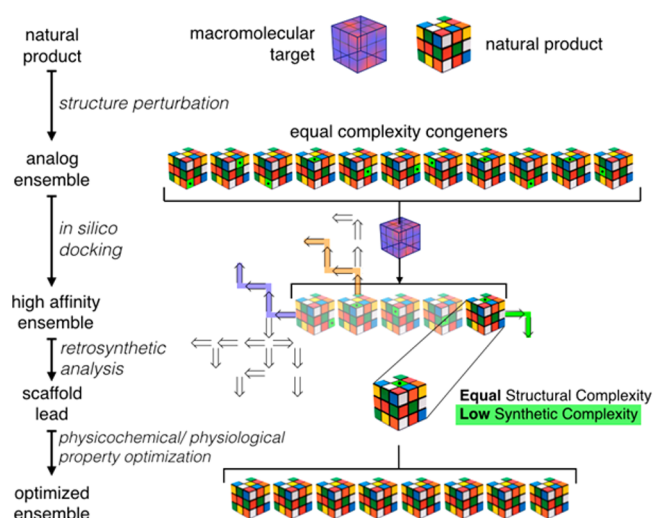 natural
product
structure perturbation
analog
ensemble
in silico
docking
high affinity
ensemble
retrosynthetic
analysis
scaffold
lead
physicochemical/ physiological
property optimization
optimized
ensemble
macromolecular
target
natural product
equal complexity congeners
Equal Structural Complexity
Low Synthetic Complexity